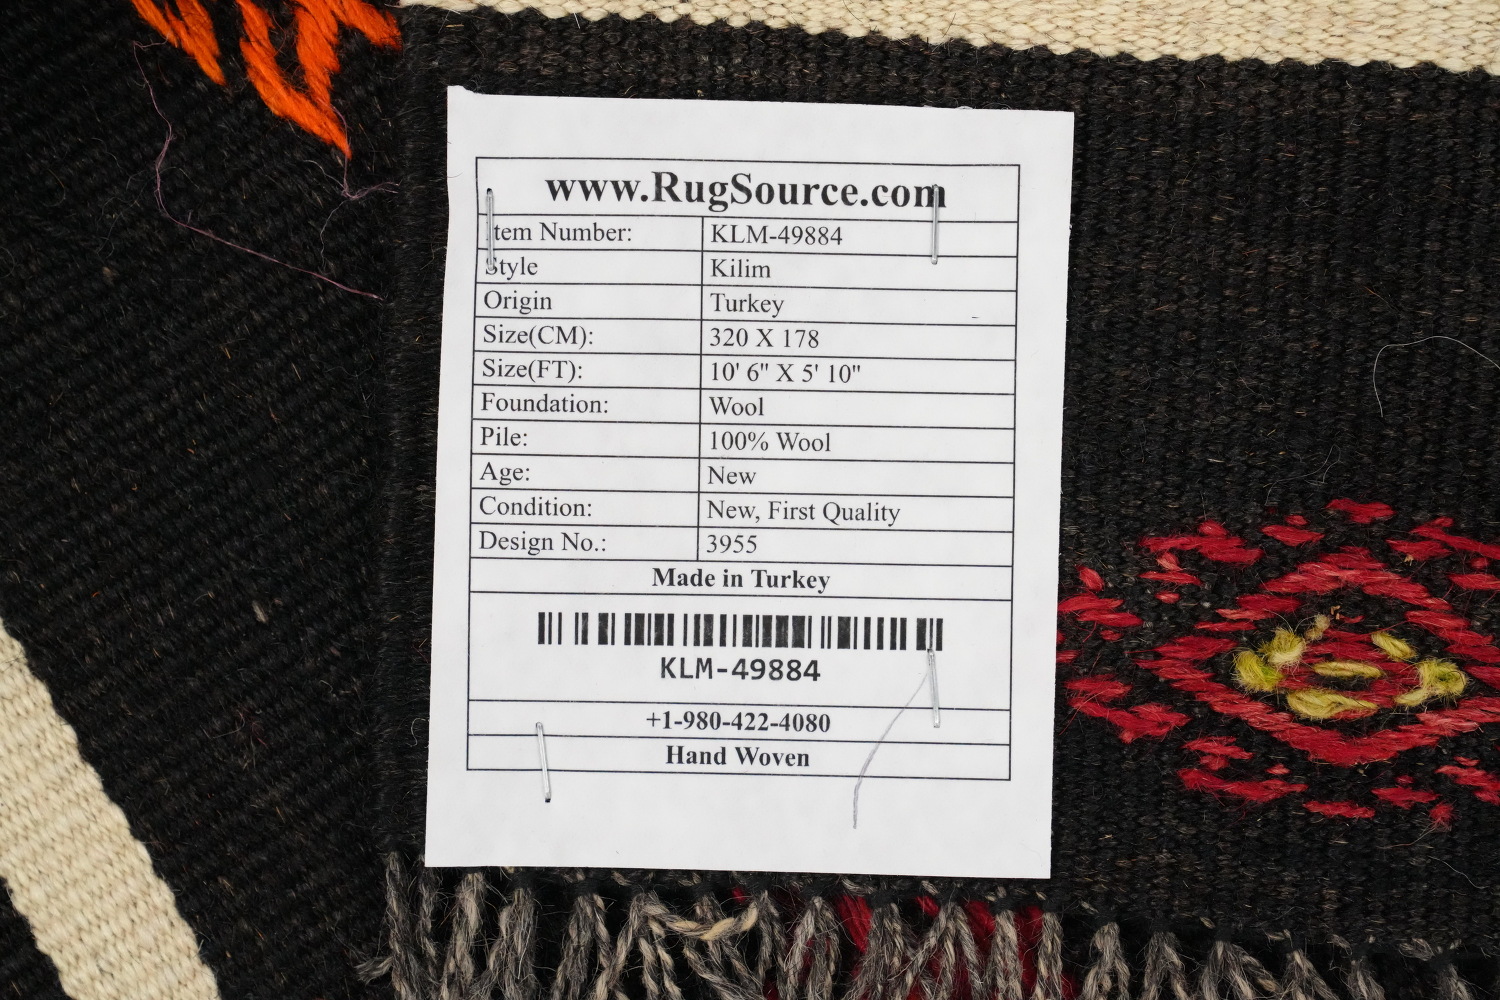 www.RugSource.com
Item Number: KLM-49884
Style Kilim
Origin Turkey
Size(CM): 320 X 178
Size(FT): 10' 6" X 5' 10"
Foundation: Wool
Pile: 100% Wool
Age: New
Condition: New, First Quality
Design No.: 3955
Made in Turkey
KLM-49884
+1-980-422-4080
Hand Woven